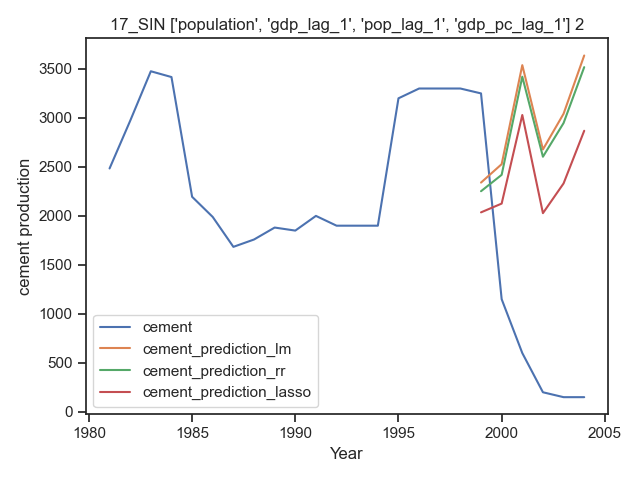 17_SIN ['population', 'gdp_lag_1', 'pop_lag_1', 'gdp_pc_lag_1'] 2
cement production
3500
3000
2500
2000
1500
1000
500
0
cement
cement_prediction_lm
cement_prediction_rr
cement_prediction_lasso
1980 1985 1990 1995 2000 2005
Year